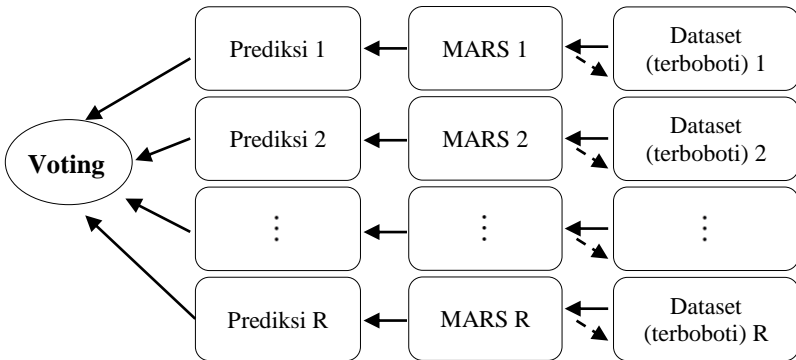 Prediksi 1
MARS 1
Dataset
(terboboti) 1
Prediksi 2
MARS 2
Dataset
(terboboti) 2
Voting
⋮
⋮
⋮
Prediksi R
MARS R
Dataset
(terboboti) R